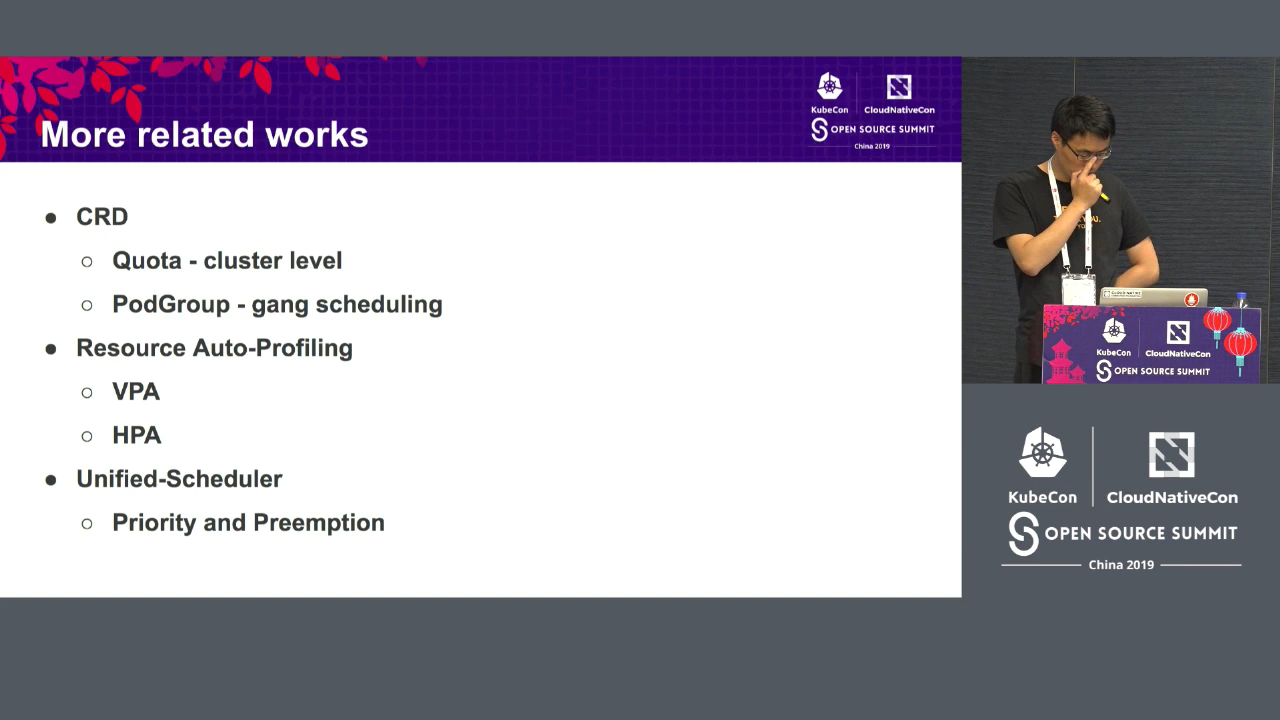 More related works
KubeCon
CloudNativeCon
OPEN SOURCE SUMMIT
China 2019
● CRD
○ Quota - cluster level
○ PodGroup - gang scheduling
● Resource Auto-Profiling
○ VPA
○ HPA
● Unified-Scheduler
○ Priority and Preemption
KubeCon
CloudNativeCon
OPEN SOURCE SUMMIT
KubeCon
CloudNativeCon
OPEN SOURCE SUMMIT
China 2019